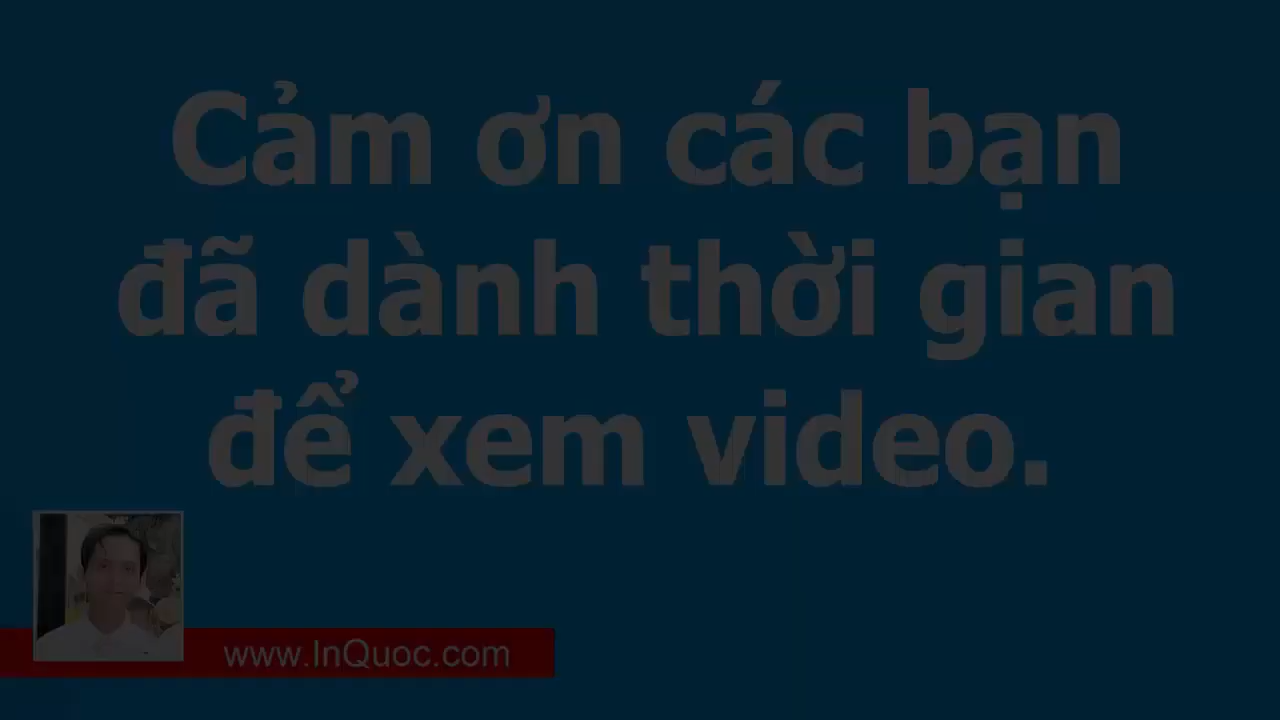 Cảm ơn các bạn
đã dành thời gian
để xem video.
www.InQuoc.com